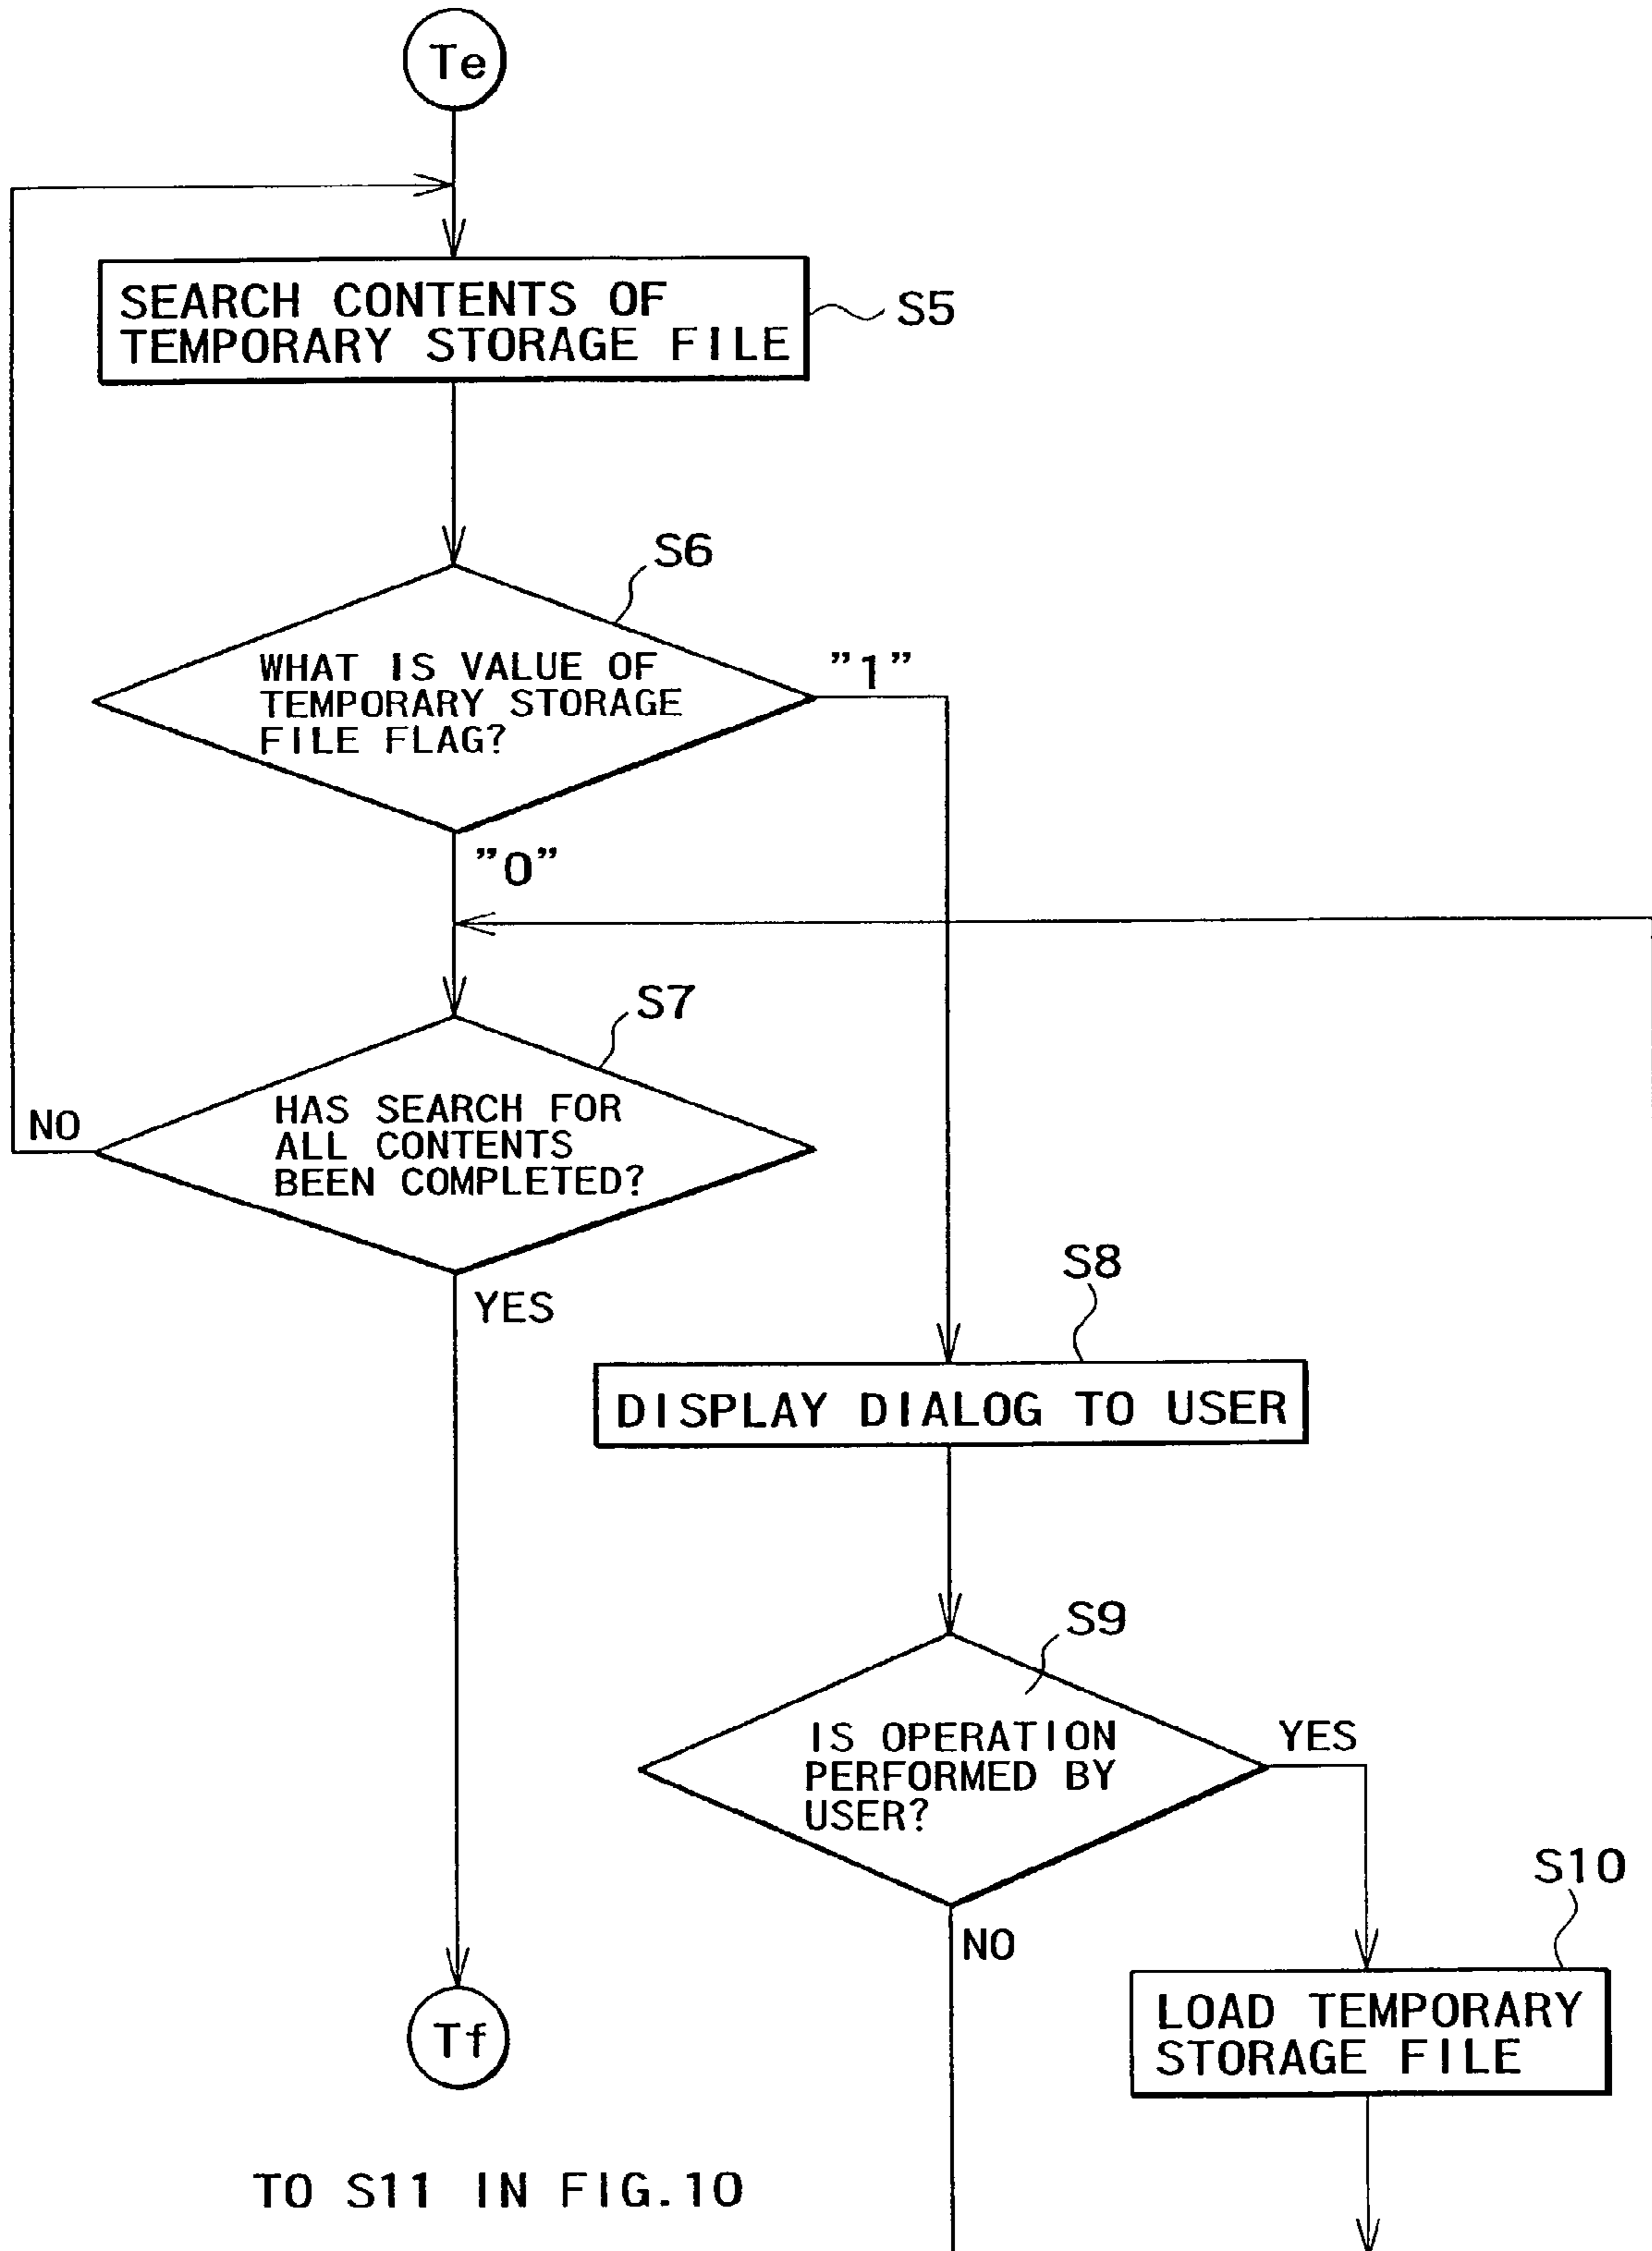 Te
SEARCH CONTENTS OF
TEMPORARY STORAGE FILE
S5
S6
WHAT IS VALUE OF
TEMPORARY STORAGE
FILE FLAG?
"1"
"0"
S7
HAS SEARCH FOR
ALL CONTENTS
BEEN COMPLETED?
NO
YES
S8
DISPLAY DIALOG TO USER
S9
IS OPERATION
PERFORMED BY
USER?
YES
NO
S10
LOAD TEMPORARY
STORAGE FILE
Tf
TO S11 IN FIG.10